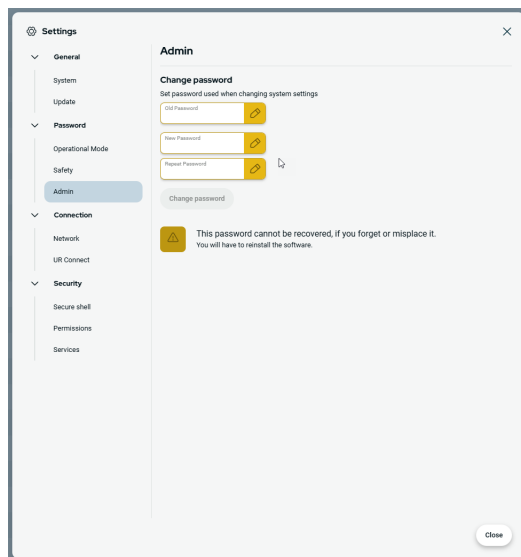 Settings
General
System
Update
Password
Operational Mode
Safety
Admin
Connection
Network
UR Connect
Security
Secure shell
Permissions
Services
Admin
Change password
Set password used when changing system settings
Old Password
New Password
Repeat Password
Change password
This password cannot be recovered, if you forget or misplace it.
You will have to reinstall the software.
Close